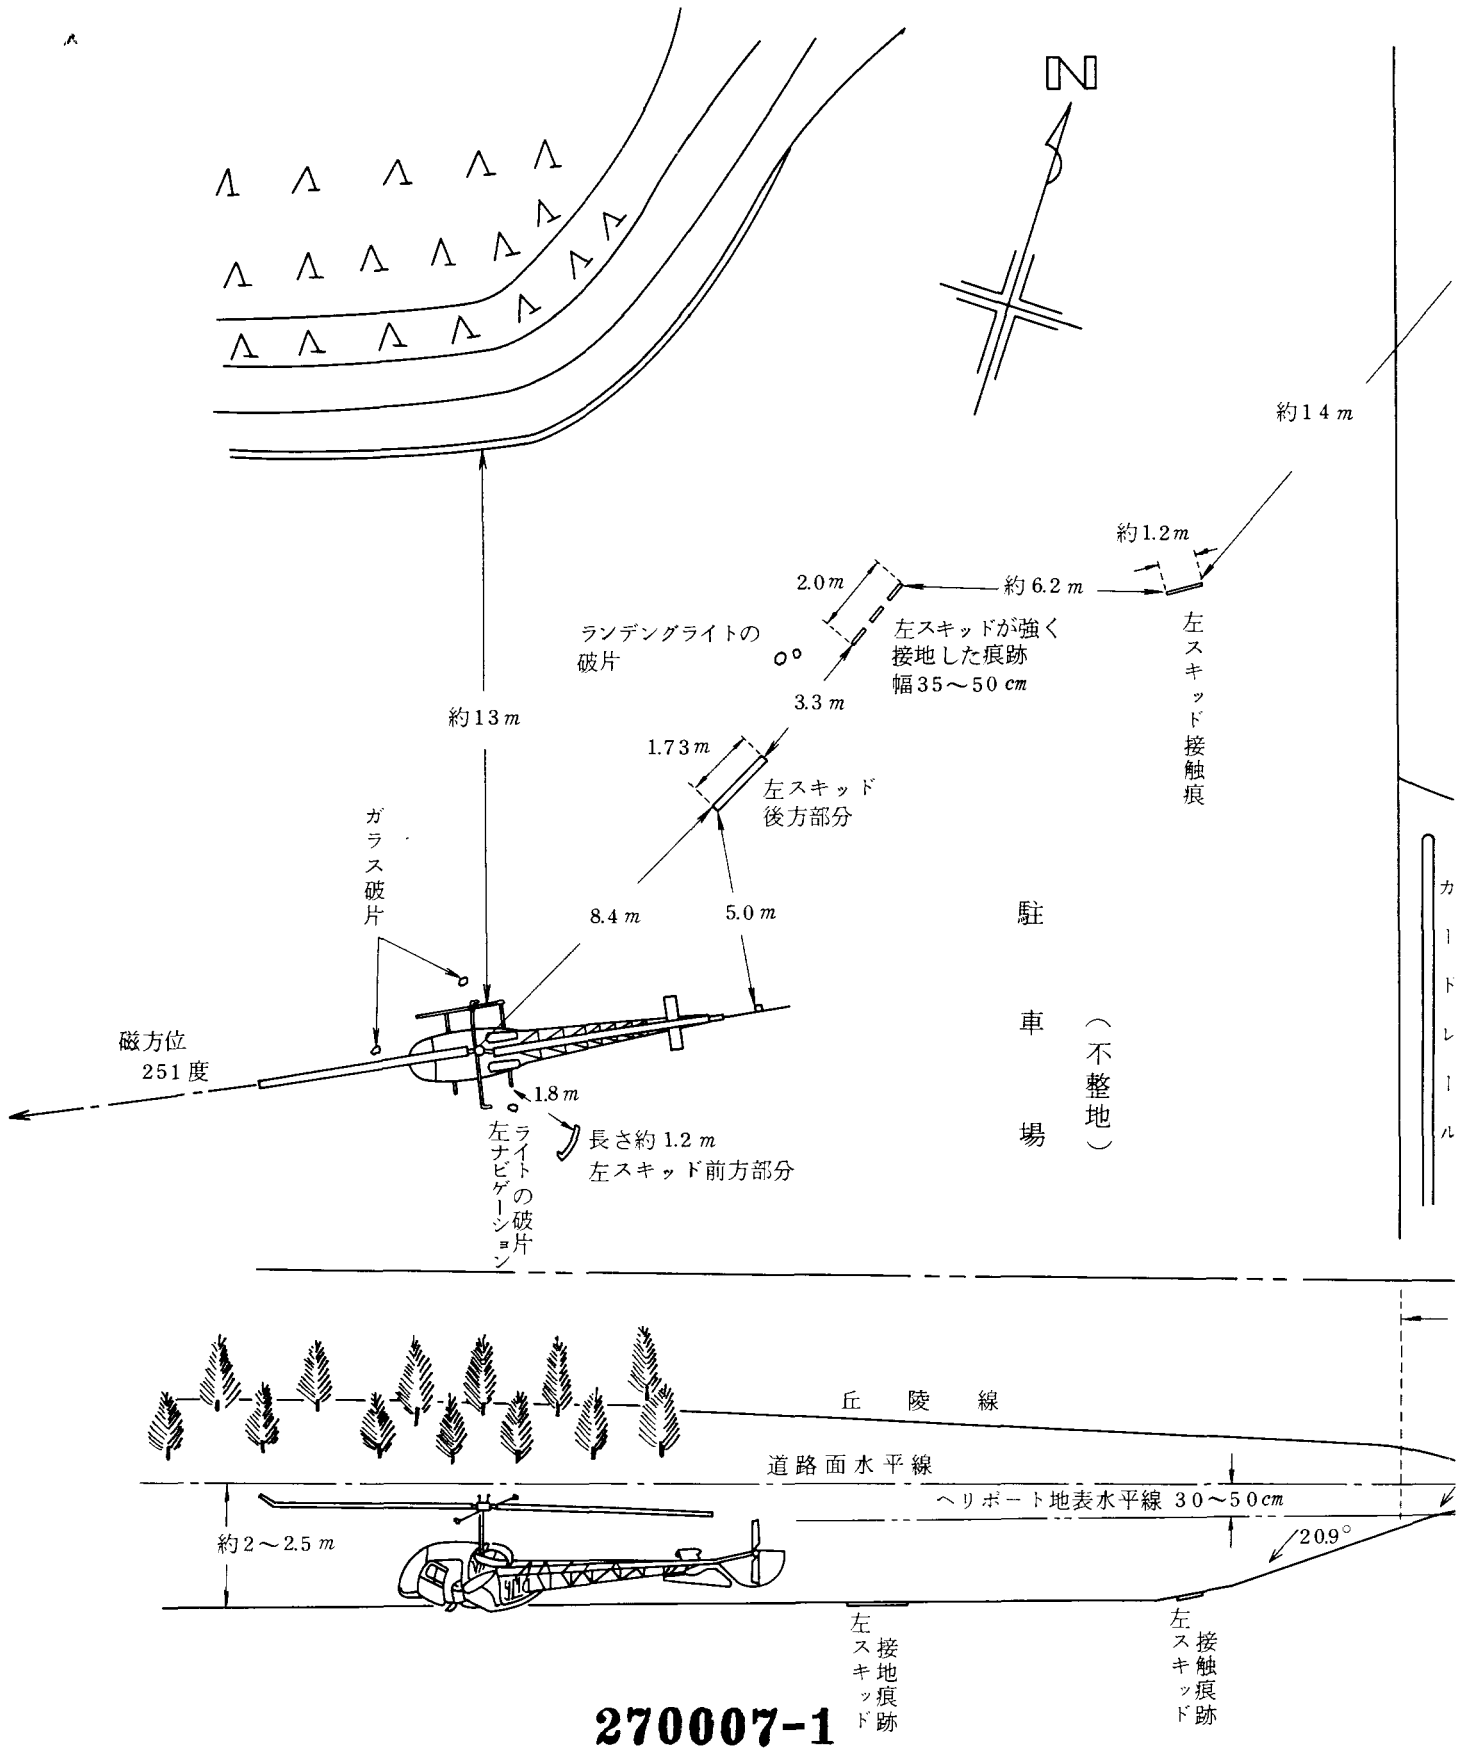 N
約14m
約1.2m
2.0m
約6.2m
ランデングライトの
破片
左スキッドが強く
接地した痕跡
幅35〜50cm
左スキッド接触痕
3.3m
約13m
1.73m
左スキッド
後方部分
ガラス破片
8.4m
5.0m
駐車場
(不整地)
ガードレール
磁方位
251度
1.8m
長さ約1.2m
左スキッド前方部分
左ナビゲーション
ライトの破片
丘陵線
道路面水平線
ヘリポート地表水平線 30〜50cm
約2〜2.5m
20.9°
左スキッド
接地痕跡
左スキッド
接触痕跡
270007-1